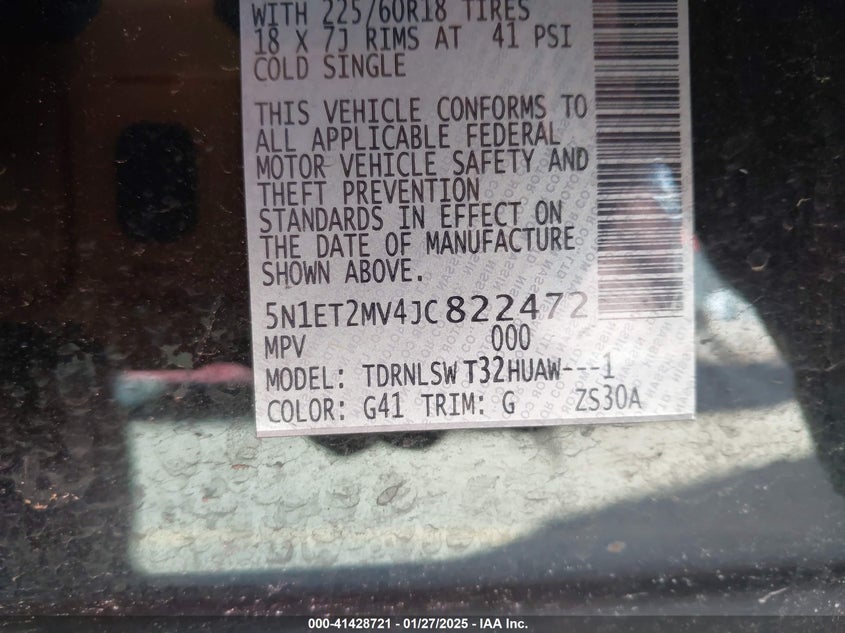 WITH 225/60R18 TIRES
18 X 7J RIMS AT 41 PSI
COLD SINGLE
THIS VEHICLE CONFORMS TO
ALL APPLICABLE FEDERAL
MOTOR VEHICLE SAFETY AND
THEFT PREVENTION
STANDARDS IN EFFECT ON
THE DATE OF MANUFACTURE
SHOWN ABOVE.
5N1ET2MV4JC822472
MPV 000
MODEL: TDRNLSW T32HUAW---1
COLOR: G41 TRIM: G ZS30A
000-41428721 / 01/27/2025 - IAA Inc.